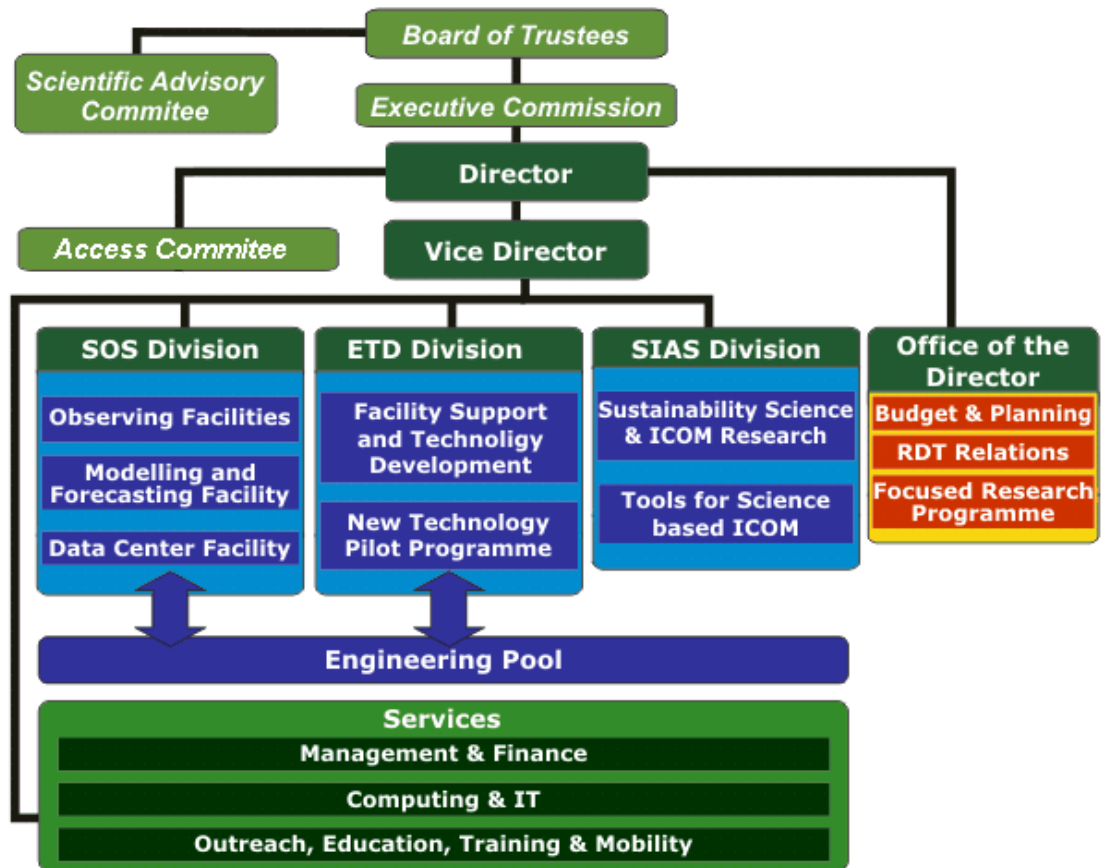 Board of Trustees
Scientific Advisory
Commitee
Executive Commission
Director
Access Commitee
Vice Director
SOS Division
Observing Facilities
Modelling and
Forecasting Facility
Data Center Facility
ETD Division
Facility Support
and Technoligy
Development
New Technology
Pilot Programme
SIAS Division
Sustainability Science
& ICOM Research
Tools for Science
based ICOM
Office of the
Director
Budget & Planning
RDT Relations
Focused Research
Programme
Engineering Pool
Services
Management & Finance
Computing & IT
Outreach, Education, Training & Mobility